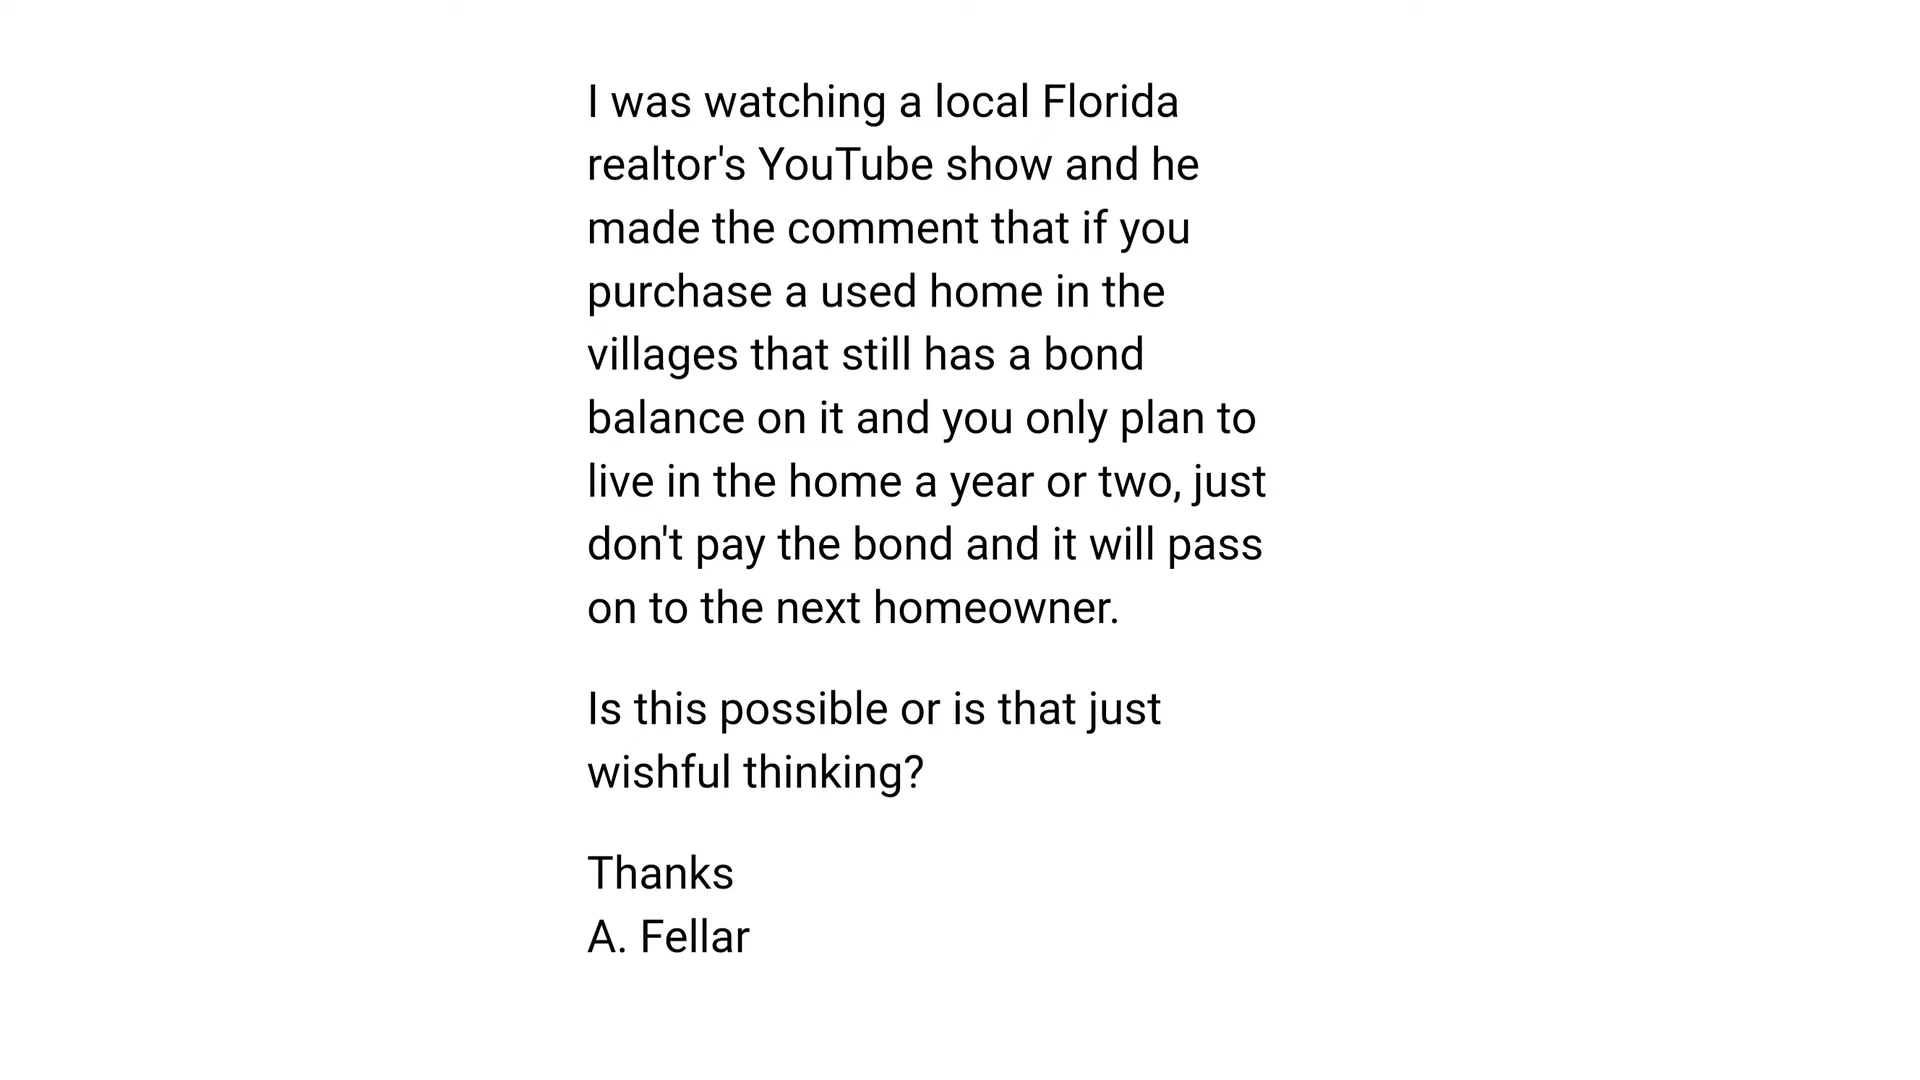 I was watching a local Florida
realtor's YouTube show and he
made the comment that if you
purchase a used home in the
villages that still has a bond
balance on it and you only plan to
live in the home a year or two, just
don't pay the bond and it will pass
on to the next homeowner.
Is this possible or is that just
wishful thinking?
Thanks
A. Fellar